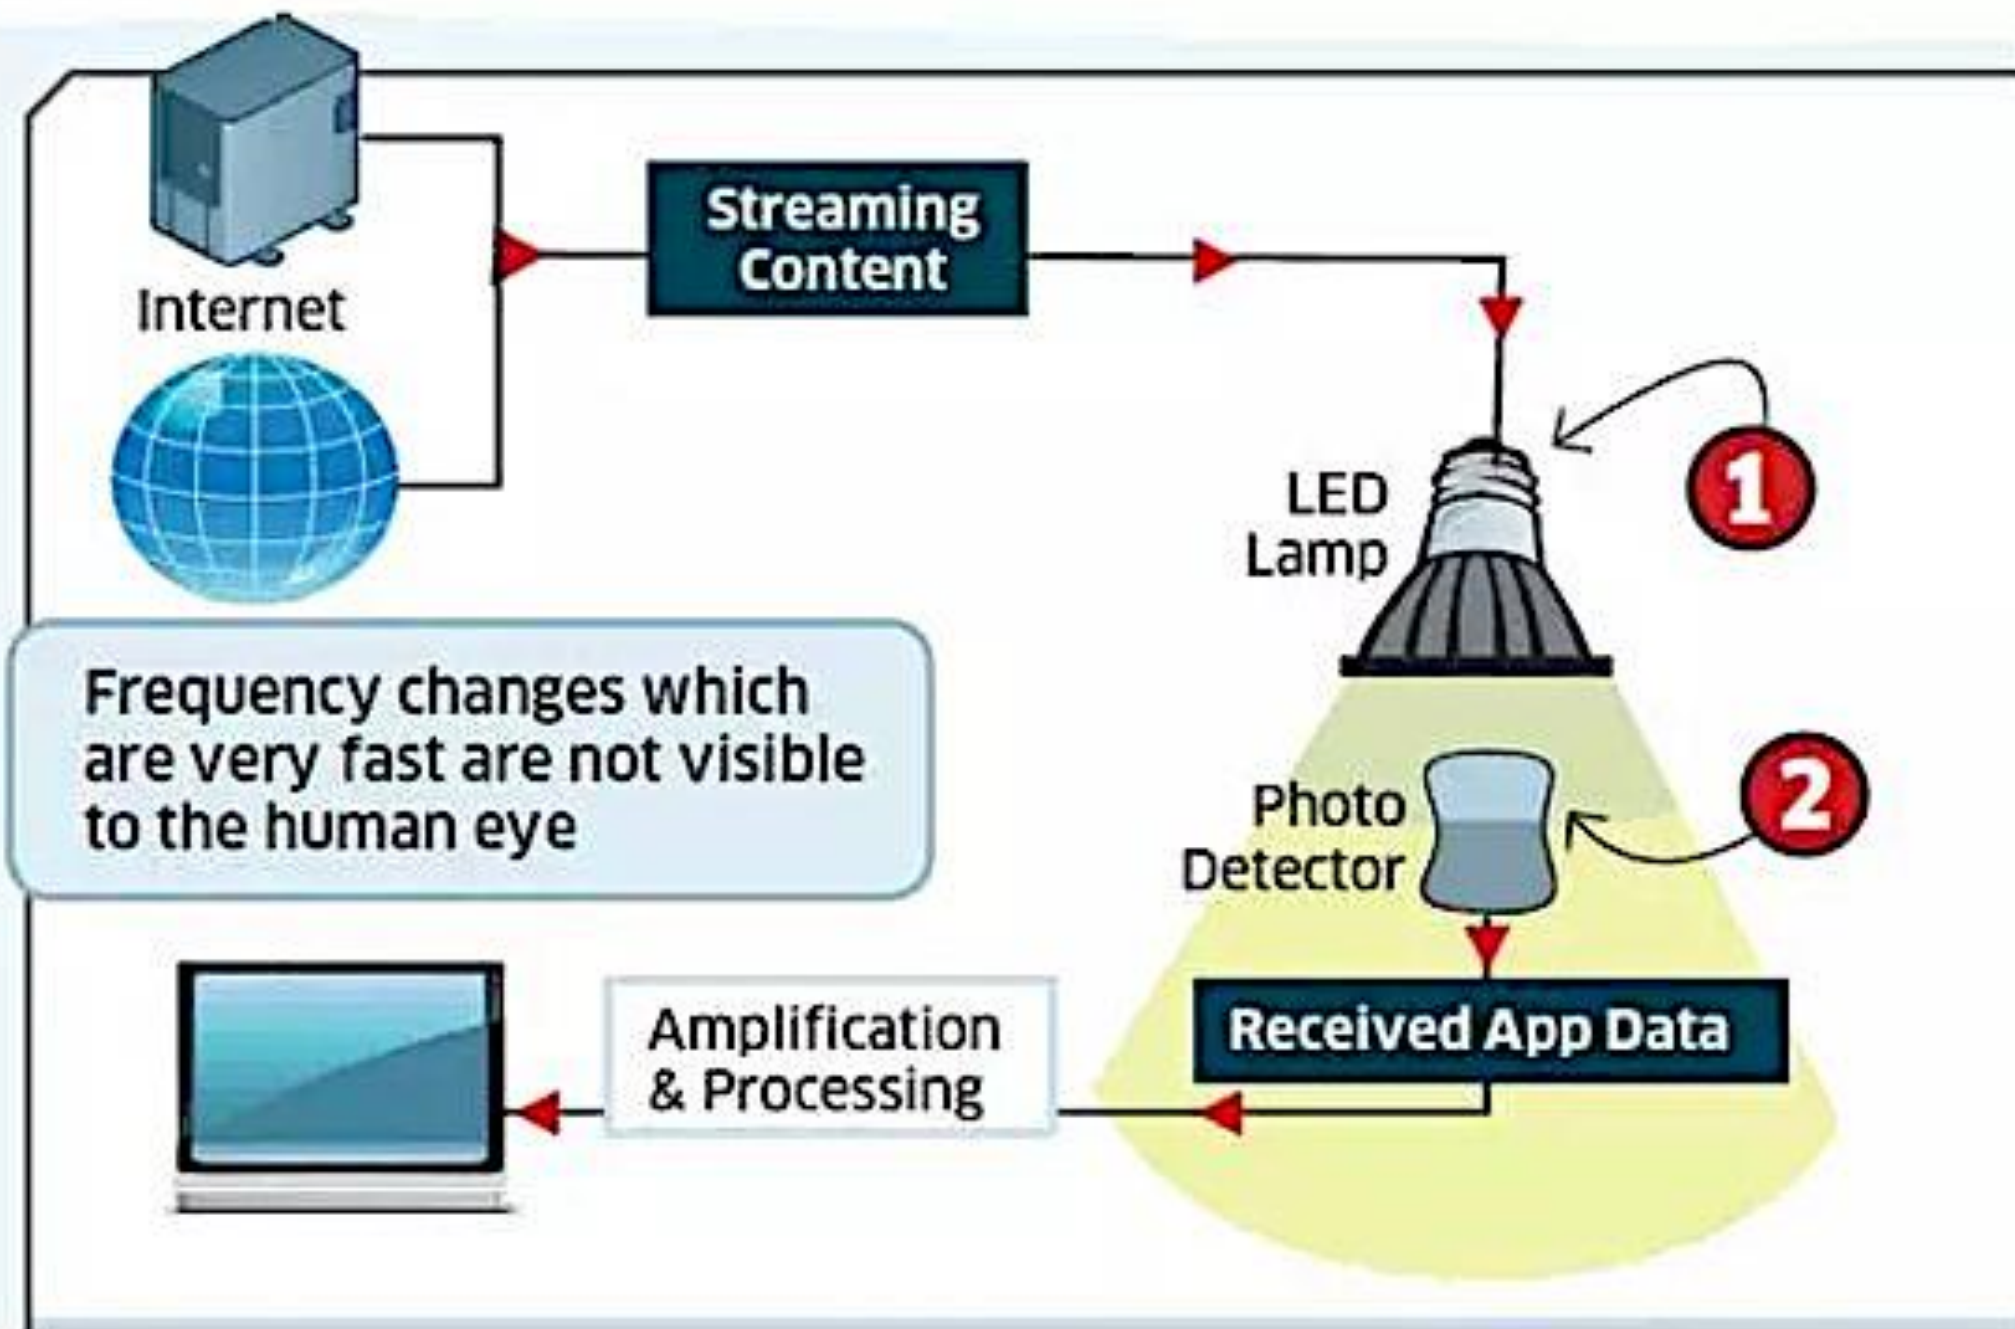 Internet
Streaming
Content
LED
Lamp
1
Frequency changes which
are very fast are not visible
to the human eye
Photo
Detector
2
Received App Data
Amplification
& Processing